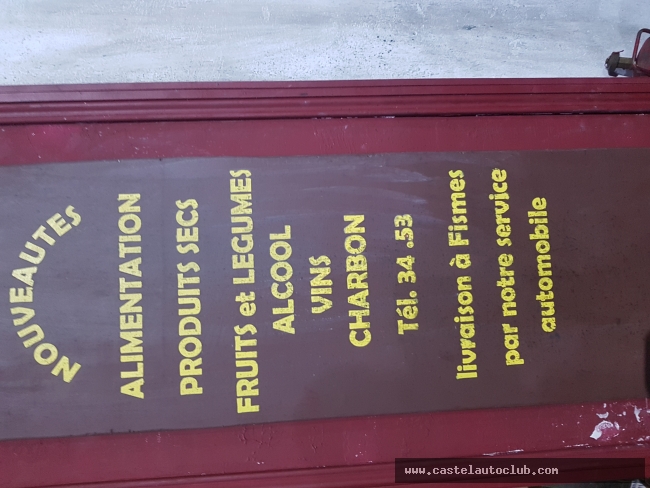 NOUVEAUTES
ALIMENTATION
PRODUITS SECS
FRUITS et LEGUMES
ALCOOL
VINS
CHARBON
Tél. 34 .53
livraison à Fismes
par notre service
automobile
www.castelautoclub.com